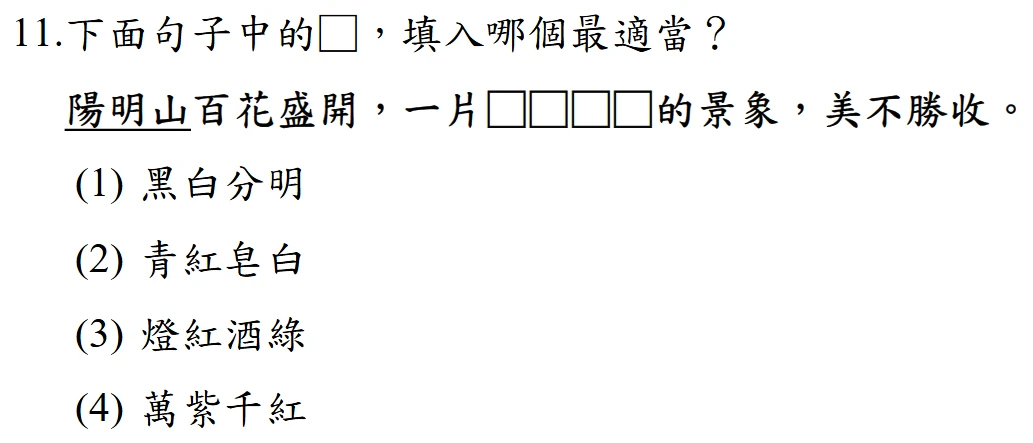 11.下面句子中的□，填入哪個最適當？
陽明山百花盛開，一片□□□□的景象，美不勝收。
(1) 黑白分明
(2) 青紅皂白
(3) 燈紅酒綠
(4) 萬紫千紅